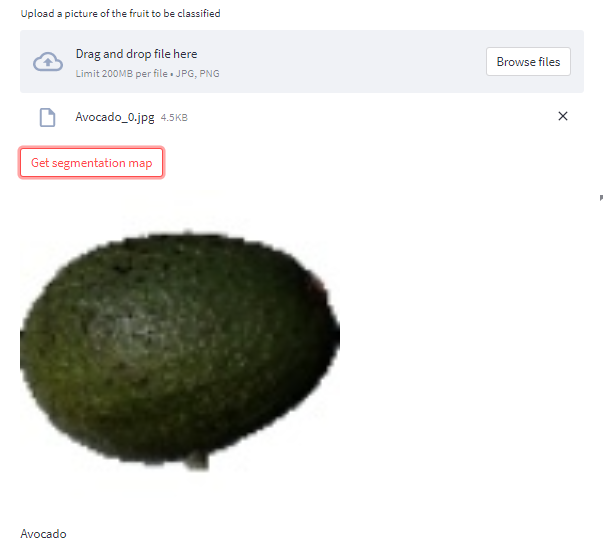 Upload a picture of the fruit to be classified
Drag and drop file here
Limit 200MB per file • JPG, PNG
Browse files
Avocado_0.jpg 4.5KB
Get segmentation map
Avocado